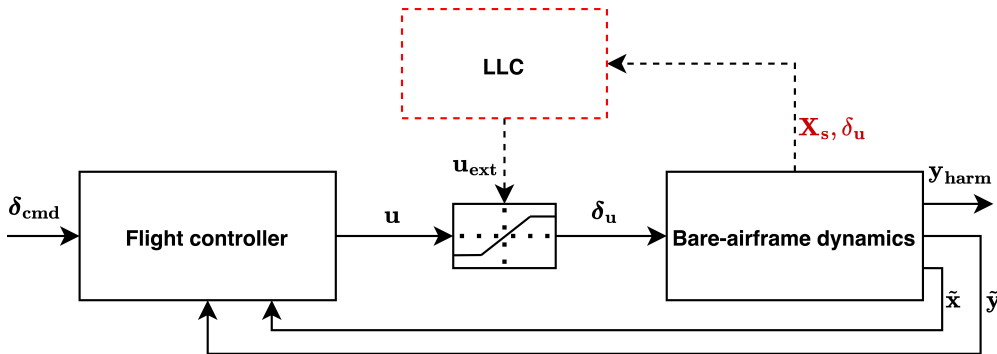 LLC
X_s, δ_u
u_ext
y_harm
δ_cmd
Flight controller
u
δ_u
Bare-airframe dynamics
x̃
ỹ